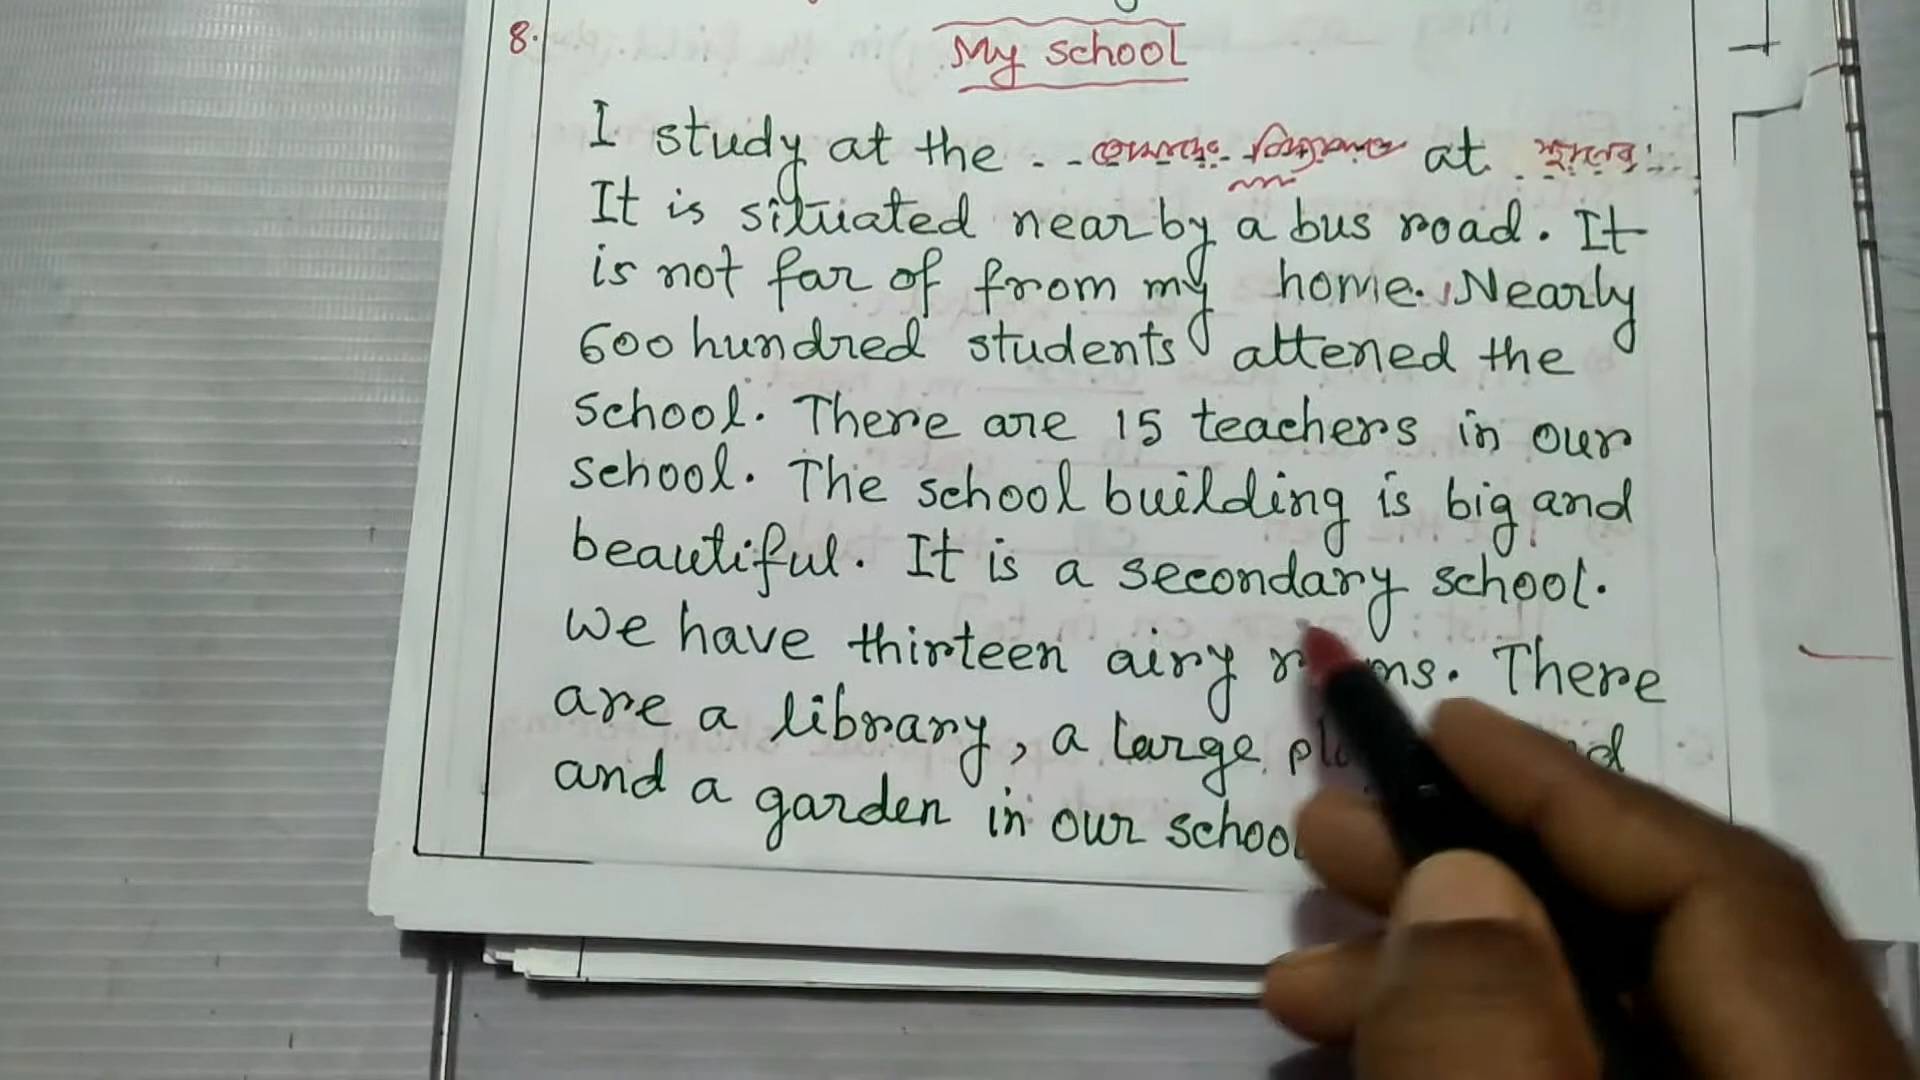 8.
My school
I study at the at
It is situated near by a bus road. It
is not far of from my home. Nearly
600 hundred students attened the
school. There are 15 teachers in our
school. The school building is big and
beautiful. It is a secondary school.
We have thirteen airy. There
are a library, a large
and a garden in our